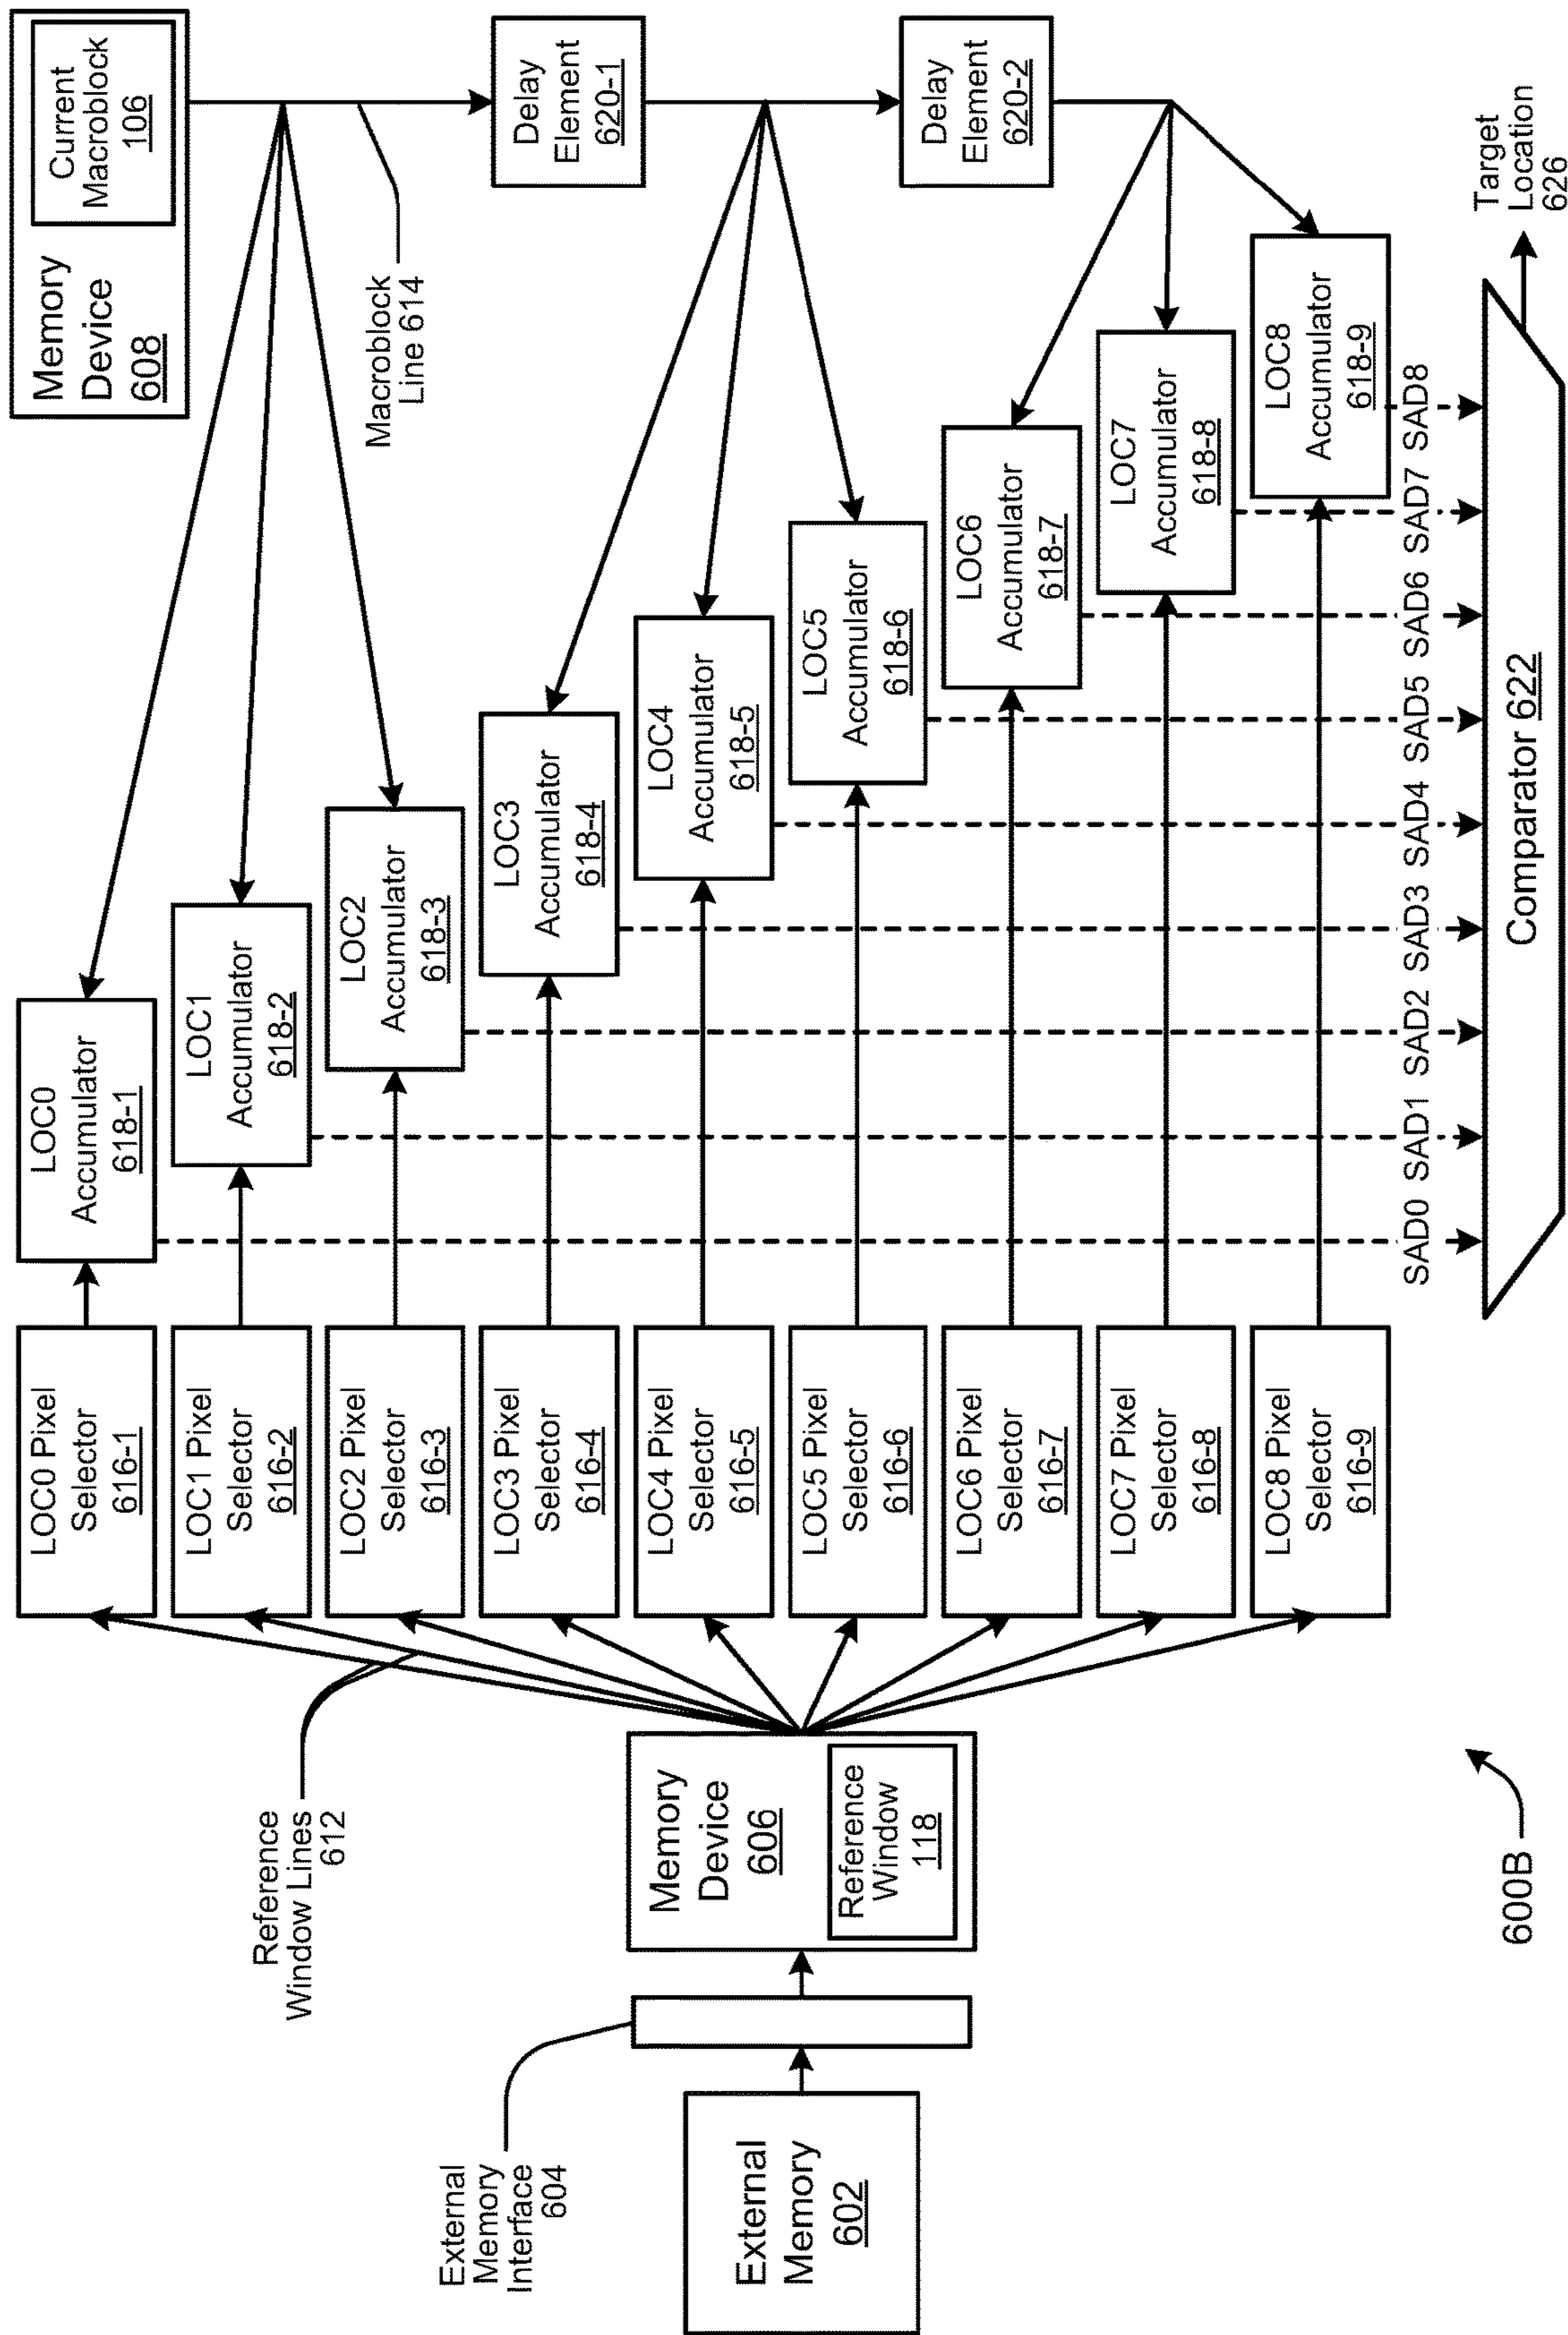 External
Memory
602
External
Memory
Interface
604
Memory
Device
606
Reference
Window
118
Reference
Window Lines
612
LOC0 Pixel
Selector
616-1
LOC1 Pixel
Selector
616-2
LOC2 Pixel
Selector
616-3
LOC3 Pixel
Selector
616-4
LOC4 Pixel
Selector
616-5
LOC5 Pixel
Selector
616-6
LOC6 Pixel
Selector
616-7
LOC7 Pixel
Selector
616-8
LOC8 Pixel
Selector
616-9
LOC0
Accumulator
618-1
LOC1
Accumulator
618-2
LOC2
Accumulator
618-3
LOC3
Accumulator
618-4
LOC4
Accumulator
618-5
LOC5
Accumulator
618-6
LOC6
Accumulator
618-7
LOC7
Accumulator
618-8
LOC8
Accumulator
618-9
Memory
Device
608
Current
Macroblock
106
Macroblock
Line 614
Delay
Element
620-1
Delay
Element
620-2
SAD0 SAD1 SAD2 SAD3 SAD4 SAD5 SAD6 SAD7 SAD8
Comparator 622
Target
Location
626
600B